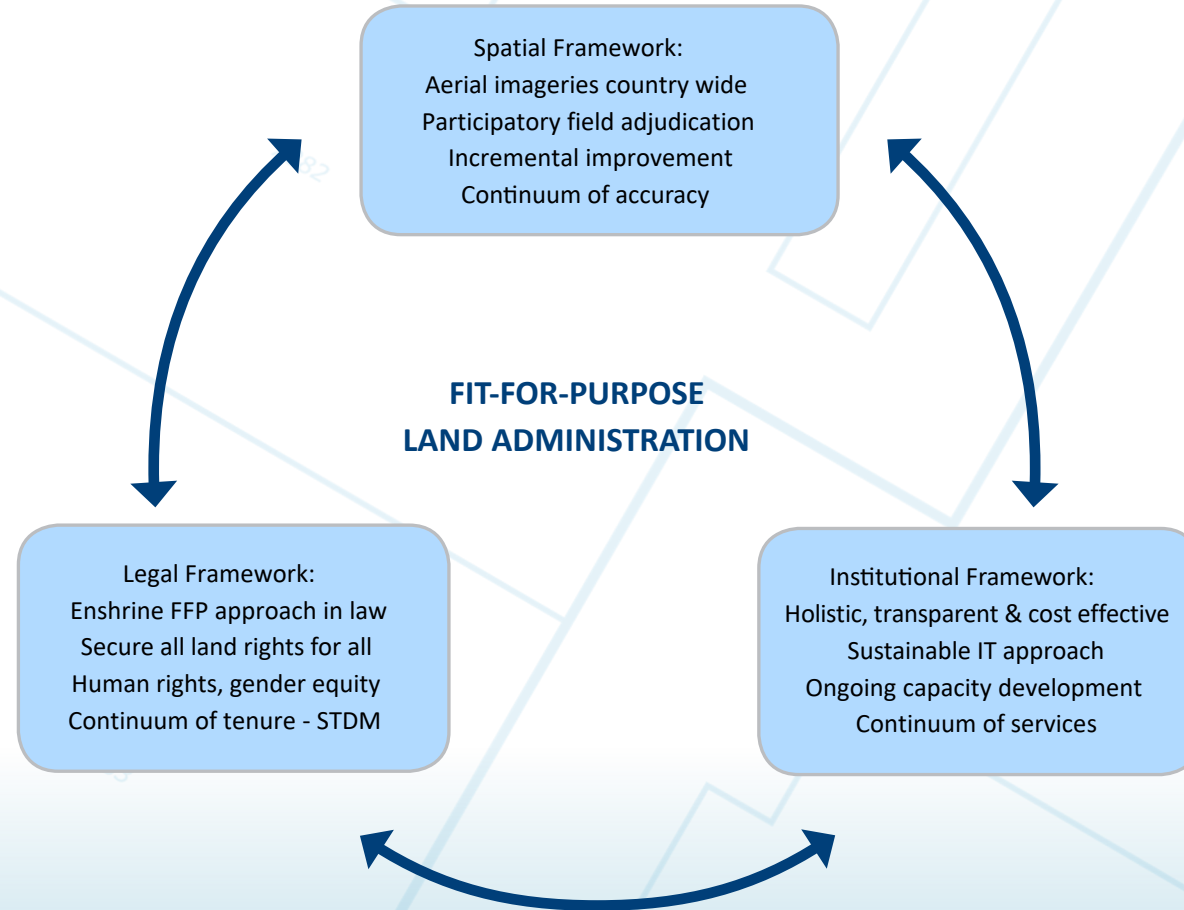 Spatial Framework:
Aerial imageries country wide
Participatory field adjudication
Incremental improvement
Continuum of accuracy
FIT-FOR-PURPOSE
LAND ADMINISTRATION
Legal Framework:
Enshrine FFP approach in law
Secure all land rights for all
Human rights, gender equity
Continuum of tenure - STDM
Institutional Framework:
Holistic, transparent & cost effective
Sustainable IT approach
Ongoing capacity development
Continuum of services